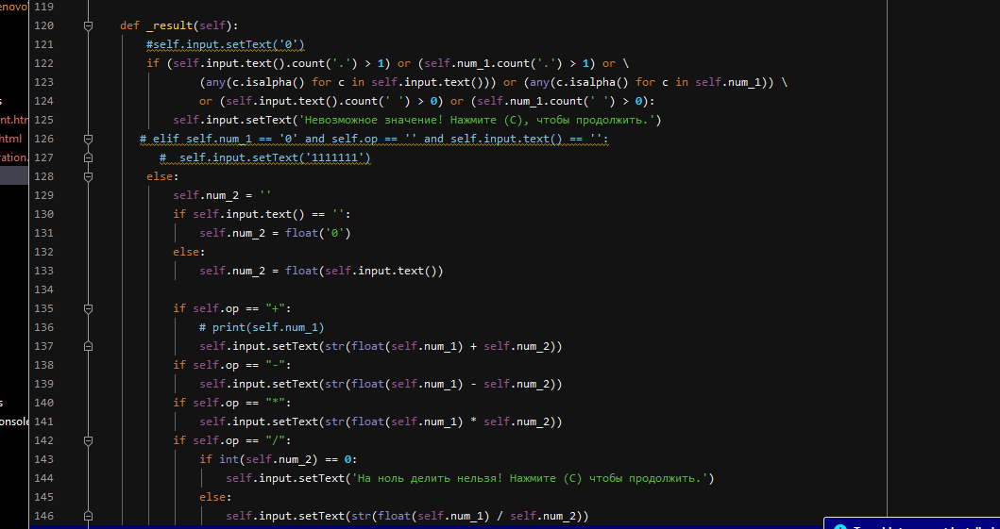 enovo
119
120 def _result(self):
121 #self.input.setText('0')
122 if (self.input.text().count('.') > 1) or (self.num_1.count('.') > 1) or \
123 (any(c.isalpha() for c in self.input.text())) or (any(c.isalpha() for c in self.num_1)) \
124 or (self.input.text().count(' ') > 0) or (self.num_1.count(' ') > 0):
125 self.input.setText('Невозможное значение! Нажмите (С), чтобы продолжить.')
nt.htm
126 # elif self.num_1 == '0' and self.op == '' and self.input.text() == '':
html
127 # self.input.setText('1111111')
ration.
128 else:
129 self.num_2 = ''
130 if self.input.text() == '':
131 self.num_2 = float('0')
132 else:
133 self.num_2 = float(self.input.text())
134
135 if self.op == "+":
136 # print(self.num_1)
137 self.input.setText(str(float(self.num_1) + self.num_2))
138 if self.op == "-":
139 self.input.setText(str(float(self.num_1) - self.num_2))
140 if self.op == "*":
onsole
141 self.input.setText(str(float(self.num_1) * self.num_2))
142 if self.op == "/":
143 if int(self.num_2) == 0:
144 self.input.setText('На ноль делить нельзя! Нажмите (С) чтобы продолжить.')
145 else:
146 self.input.setText(str(float(self.num_1) / self.num_2))